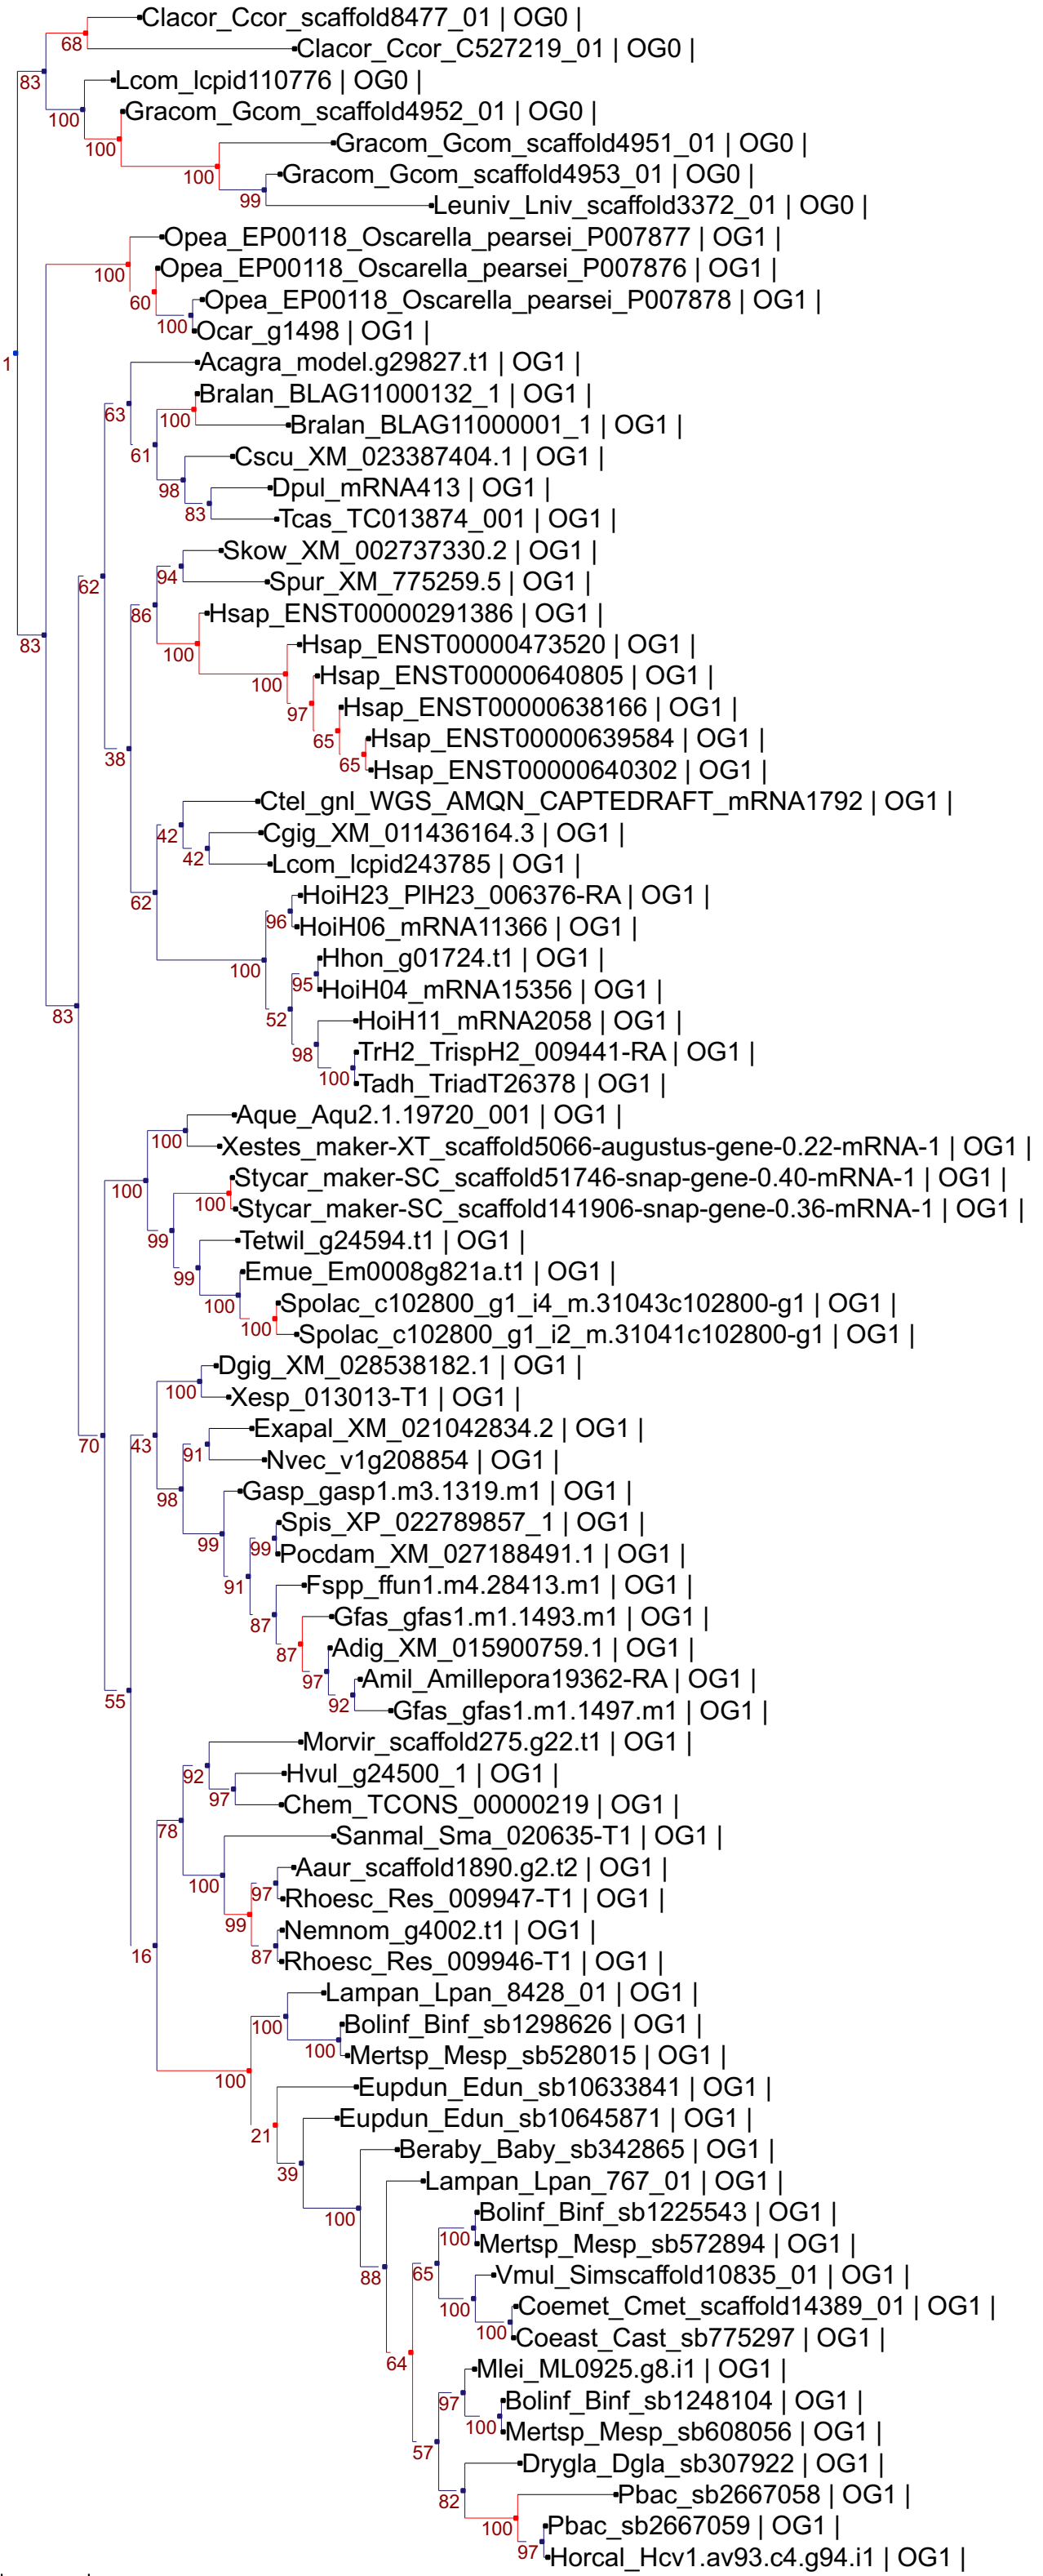 Clacor_Ccor_scaffold8477_01 | OG0 |
68
Clacor_Ccor_C527219_01 | OG0 |
83
Lcom_lcpid110776 | OG0 |
100
Gracom_Gcom_scaffold4952_01 | OG0 |
100
Gracom_Gcom_scaffold4951_01 | OG0 |
100
Gracom_Gcom_scaffold4953_01 | OG0 |
99
Leuniv_Lniv_scaffold3372_01 | OG0 |
Opea_EP00118_Oscarella_pearsei_P007877 | OG1 |
100
Opea_EP00118_Oscarella_pearsei_P007876 | OG1 |
60
Opea_EP00118_Oscarella_pearsei_P007878 | OG1 |
100
Ocar_g1498 | OG1 |
1
Acagra_model.g29827.t1 | OG1 |
Bralan_BLAG11000132_1 | OG1 |
63
100
Bralan_BLAG11000001_1 | OG1 |
61
Cscu_XM_023387404.1 | OG1 |
98
Dpul_mRNA413 | OG1 |
83
Tcas_TC013874_001 | OG1 |
Skow_XM_002737330.2 | OG1 |
94
Spur_XM_775259.5 | OG1 |
62
86
Hsap_ENST00000291386 | OG1 |
83
100
Hsap_ENST00000473520 | OG1 |
100
Hsap_ENST00000640805 | OG1 |
97
Hsap_ENST00000638166 | OG1 |
65
Hsap_ENST00000639584 | OG1 |
38
65
Hsap_ENST00000640302 | OG1 |
Ctel_gnl_WGS_AMQN_CAPTEDRAFT_mRNA1792 | OG1 |
42
Cgig_XM_011436164.3 | OG1 |
42
Lcom_lcpid243785 | OG1 |
HoiH23_PlH23_006376-RA | OG1 |
62
96
HoiH06_mRNA11366 | OG1 |
Hhon_g01724.t1 | OG1 |
100
95
HoiH04_mRNA15356 | OG1 |
83
52
HoiH11_mRNA2058 | OG1 |
98
TrH2_TrispH2_009441-RA | OG1 |
100
Tadh_TriadT26378 | OG1 |
Aque_Aqu2.1.19720_001 | OG1 |
100
Xestes_maker-XT_scaffold5066-augustus-gene-0.22-mRNA-1 | OG1 |
100
Stycar_maker-SC_scaffold51746-snap-gene-0.40-mRNA-1 | OG1 |
100
Stycar_maker-SC_scaffold141906-snap-gene-0.36-mRNA-1 | OG1 |
99
Tetwil_g24594.t1 | OG1 |
99
Emue_Em0008g821a.t1 | OG1 |
100
Spolac_c102800_g1_i4_m.31043c102800-g1 | OG1 |
100
Spolac_c102800_g1_i2_m.31041c102800-g1 | OG1 |
Dgig_XM_028538182.1 | OG1 |
100
Xesp_013013-T1 | OG1 |
Exapal_XM_021042834.2 | OG1 |
70
43
91
Nvec_v1g208854 | OG1 |
98
Gasp_gasp1.m3.1319.m1 | OG1 |
Spis_XP_022789857_1 | OG1 |
99
99
Pocdam_XM_027188491.1 | OG1 |
91
Fspp_ffun1.m4.28413.m1 | OG1 |
87
Gfas_gfas1.m1.1493.m1 | OG1 |
87
Adig_XM_015900759.1 | OG1 |
97
Amil_Amillepora19362-RA | OG1 |
55
92
Gfas_gfas1.m1.1497.m1 | OG1 |
Morvir_scaffold275.g22.t1 | OG1 |
92
Hvul_g24500_1 | OG1 |
97
Chem_TCONS_00000219 | OG1 |
78
Sanmal_Sma_020635-T1 | OG1 |
100
Aaur_scaffold1890.g2.t2 | OG1 |
97
Rhoesc_Res_009947-T1 | OG1 |
99
Nemnom_g4002.t1 | OG1 |
16
87
Rhoesc_Res_009946-T1 | OG1 |
Lampan_Lpan_8428_01 | OG1 |
100
Bolinf_Binf_sb1298626 | OG1 |
100
Mertsp_Mesp_sb528015 | OG1 |
100
Eupdun_Edun_sb10633841 | OG1 |
21
Eupdun_Edun_sb10645871 | OG1 |
39
Beraby_Baby_sb342865 | OG1 |
Lampan_Lpan_767_01 | OG1 |
100
Bolinf_Binf_sb1225543 | OG1 |
100
Mertsp_Mesp_sb572894 | OG1 |
88
65
Vmul_Simscaffold10835_01 | OG1 |
100
Coemet_Cmet_scaffold14389_01 | OG1 |
100
Coeast_Cast_sb775297 | OG1 |
64
Mlei_ML0925.g8.i1 | OG1 |
97
Bolinf_Binf_sb1248104 | OG1 |
100
Mertsp_Mesp_sb608056 | OG1 |
57
Drygla_Dgla_sb307922 | OG1 |
82
Pbac_sb2667058 | OG1 |
100
Pbac_sb2667059 | OG1 |
97
Horcal_Hcv1.av93.c4.g94.i1 | OG1 |